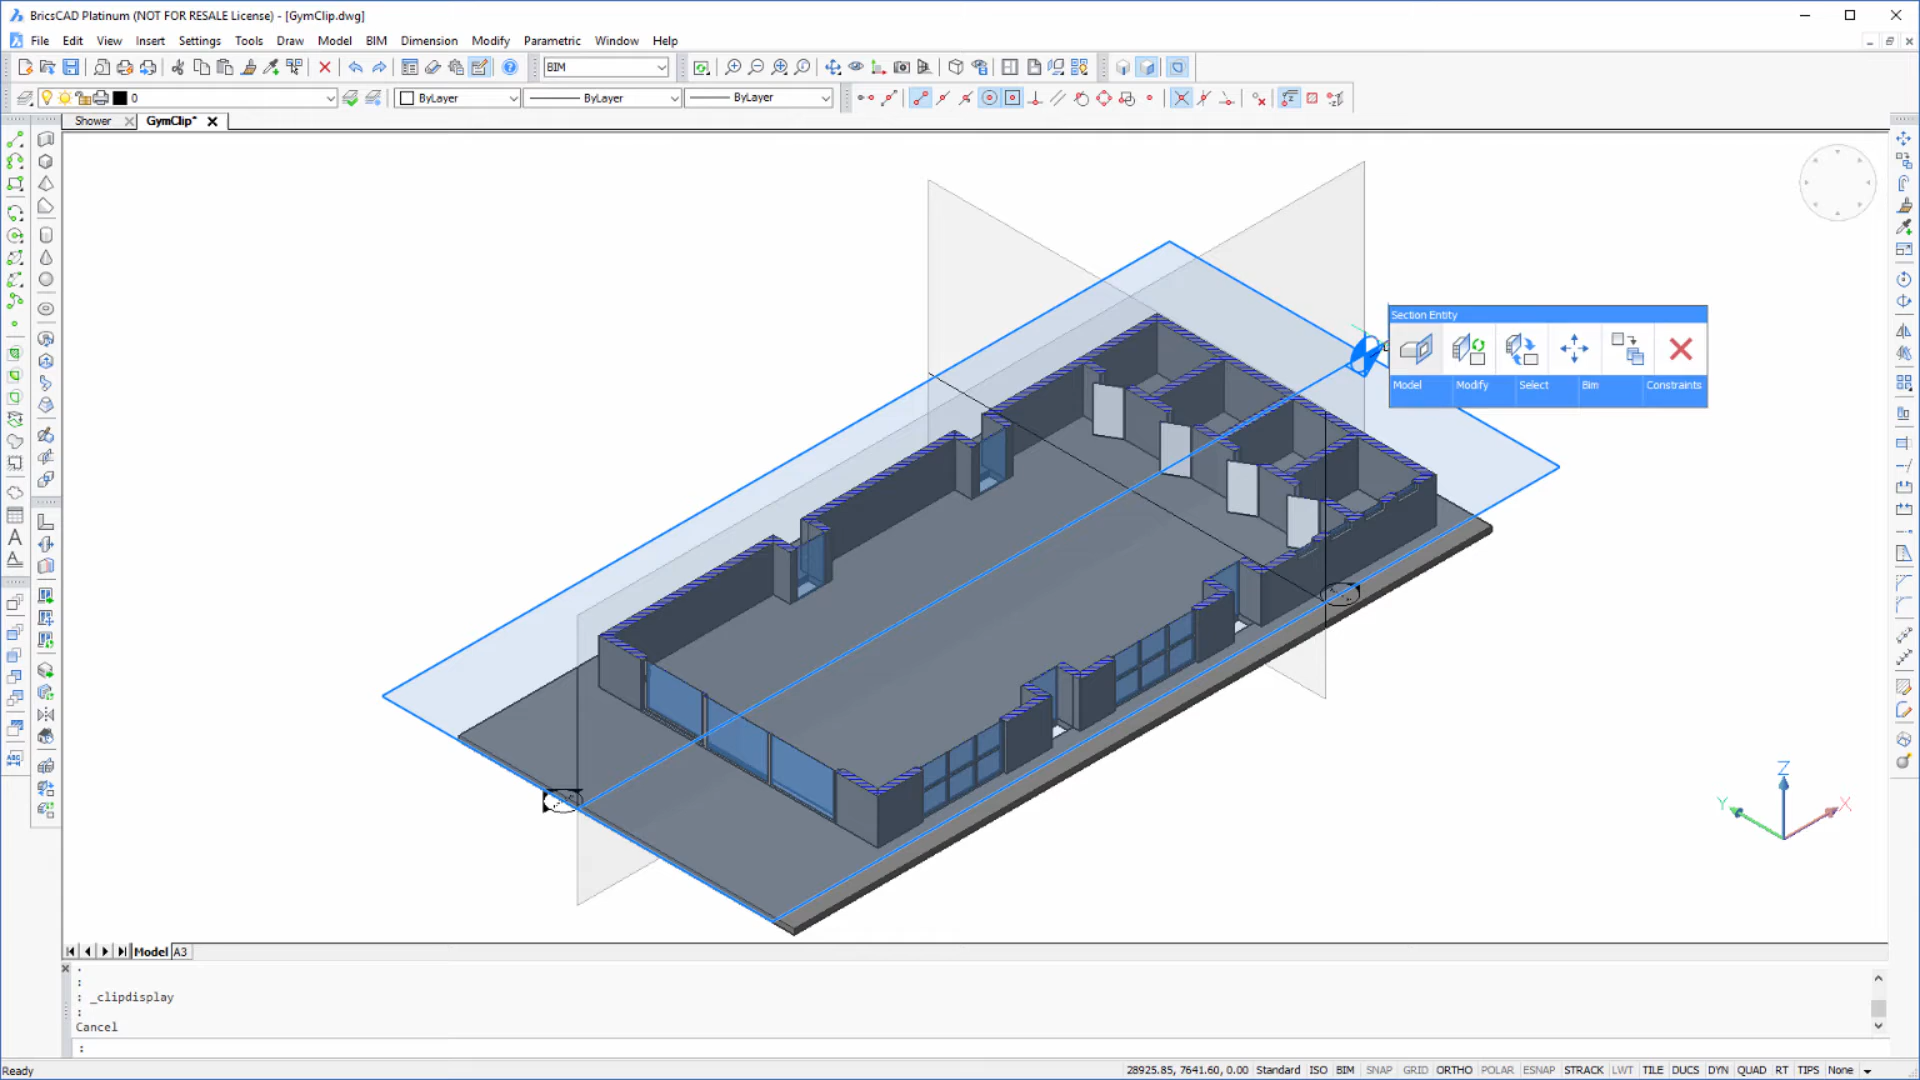 BricsCAD Platinum (NOT FOR RESALE License) - [GymClip.dwg]
File Edit View Insert Settings Tools Draw Model BIM Dimension Modify Parametric Window Help
BIM
0 ByLayer ByLayer ByLayer
Shower GymClip*
Section Entity
Model Modify Select Bim Constraints
Z
Y X
A
A
ABC
Model A3
:
:
: _clipdisplay
:
Cancel
:
Ready 28925.85, 7641.60, 0.00 Standard ISO BIM SNAP GRID ORTHO POLAR ESNAP STRACK LWT TILE DUCS DYN QUAD RT TIPS None